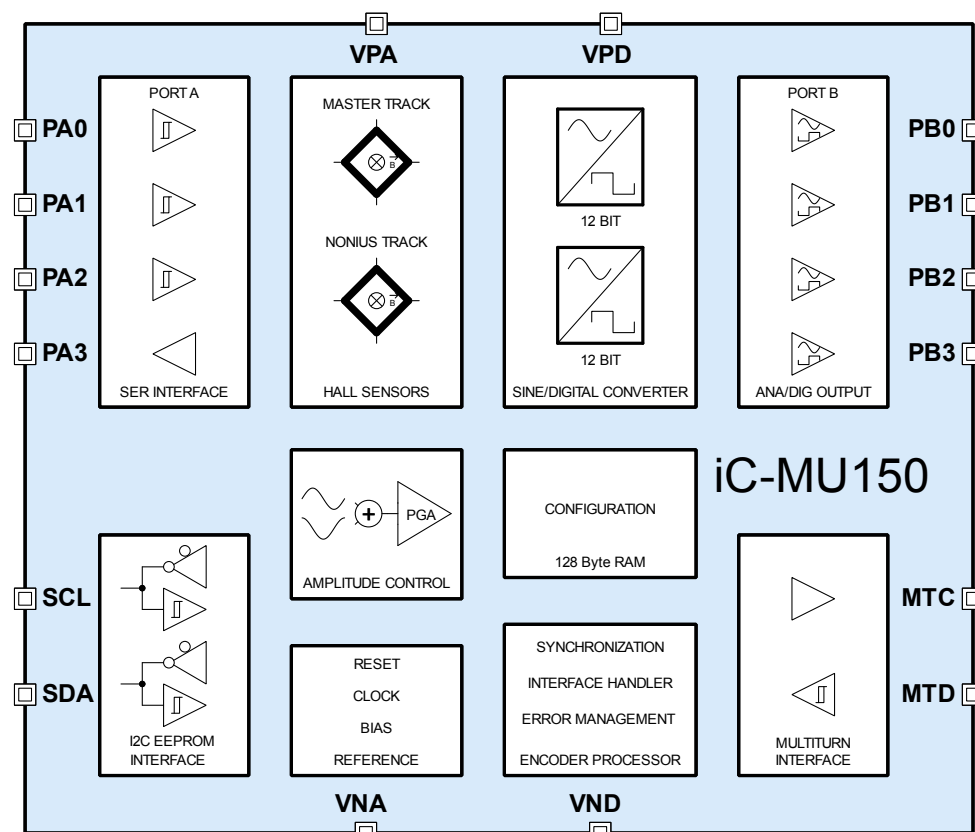 VPA VPD
PA0
PA1
PA2
PA3
PORT A
SER INTERFACE
MASTER TRACK
B
NONIUS TRACK
B
HALL SENSORS
12 BIT
12 BIT
SINE/DIGITAL CONVERTER
PORT B
ANA/DIG OUTPUT
PB0
PB1
PB2
PB3
PGA
AMPLITUDE CONTROL
CONFIGURATION
128 Byte RAM
iC-MU150
SCL
SDA
I2C EEPROM
INTERFACE
RESET
CLOCK
BIAS
REFERENCE
SYNCHRONIZATION
INTERFACE HANDLER
ERROR MANAGEMENT
ENCODER PROCESSOR
MULTITURN
INTERFACE
MTC
MTD
VNA VND